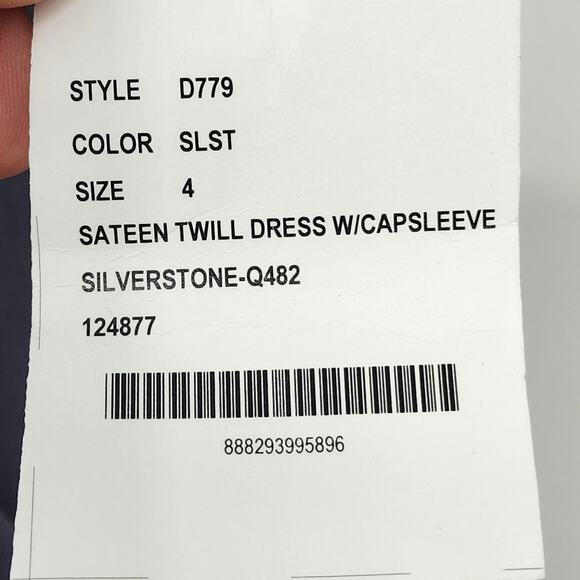 STYLE D779
COLOR SLST
SIZE 4
SATEEN TWILL DRESS W/CAPSLEEVE
SILVERSTONE-Q482
124877
888293995896